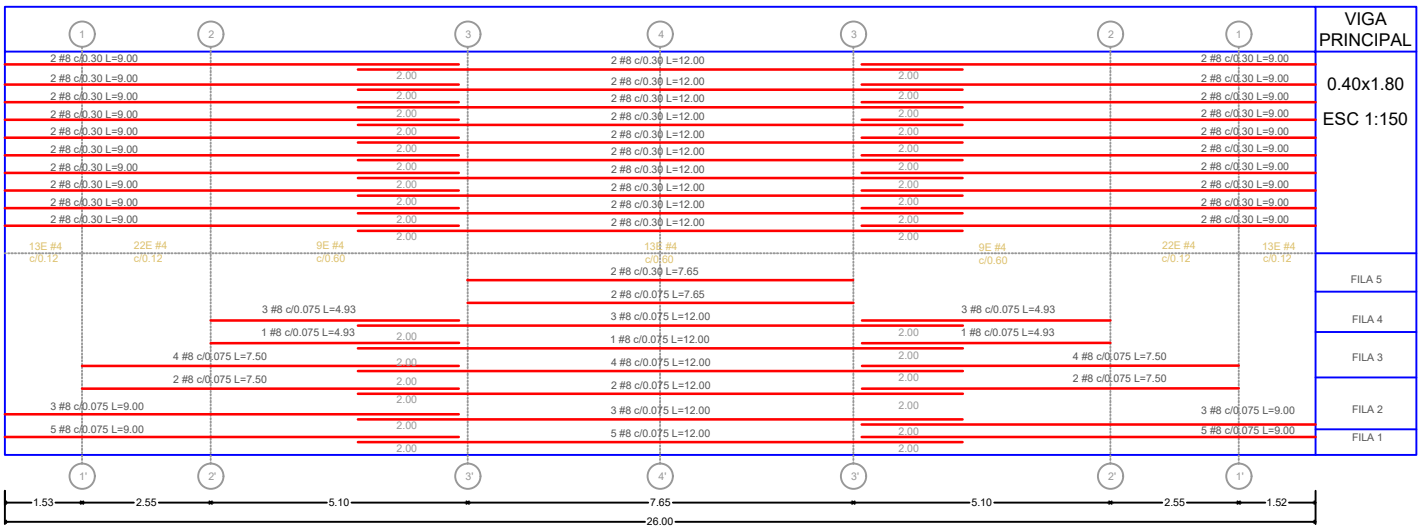 VIGA
PRINCIPAL
1 2 3 4 3 2 1
2 #8 c/0.30 L=9.00 2 #8 c/0.30 L=12.00 2 #8 c/0.30 L=9.00
2.00 2.00
0.40x1.80
2 #8 c/0.30 L=9.00 2 #8 c/0.30 L=12.00 2 #8 c/0.30 L=9.00
2.00 2.00
2 #8 c/0.30 L=9.00 2 #8 c/0.30 L=12.00 2 #8 c/0.30 L=9.00
2.00 2.00
ESC 1:150
2 #8 c/0.30 L=9.00 2 #8 c/0.30 L=12.00 2 #8 c/0.30 L=9.00
2.00 2.00
2 #8 c/0.30 L=9.00 2 #8 c/0.30 L=12.00 2 #8 c/0.30 L=9.00
2.00 2.00
2 #8 c/0.30 L=9.00 2 #8 c/0.30 L=12.00 2 #8 c/0.30 L=9.00
2.00 2.00
2 #8 c/0.30 L=9.00 2 #8 c/0.30 L=12.00 2 #8 c/0.30 L=9.00
2.00 2.00
2 #8 c/0.30 L=9.00 2 #8 c/0.30 L=12.00 2 #8 c/0.30 L=9.00
2.00 2.00
2 #8 c/0.30 L=9.00 2 #8 c/0.30 L=12.00 2 #8 c/0.30 L=9.00
2.00 2.00
2 #8 c/0.30 L=9.00 2 #8 c/0.30 L=12.00 2 #8 c/0.30 L=9.00
2.00 2.00
13E #4 22E #4 9E #4 13E #4 9E #4 22E #4 13E #4
c/0.12 c/0.12 c/0.60 c/0.60 c/0.60 c/0.12 c/0.12
2 #8 c/0.30 L=7.65
FILA 5
2 #8 c/0.075 L=7.65
3 #8 c/0.075 L=4.93 3 #8 c/0.075 L=12.00 3 #8 c/0.075 L=4.93
FILA 4
2.00 2.00
1 #8 c/0.075 L=4.93 1 #8 c/0.075 L=12.00 1 #8 c/0.075 L=4.93
2.00 2.00
4 #8 c/0.075 L=7.50 4 #8 c/0.075 L=12.00 4 #8 c/0.075 L=7.50
FILA 3
2.00 2.00
2 #8 c/0.075 L=7.50 2 #8 c/0.075 L=12.00 2 #8 c/0.075 L=7.50
2.00 2.00
3 #8 c/0.075 L=9.00 3 #8 c/0.075 L=12.00 3 #8 c/0.075 L=9.00
FILA 2
2.00 2.00
5 #8 c/0.075 L=9.00 5 #8 c/0.075 L=12.00 5 #8 c/0.075 L=9.00
FILA 1
2.00 2.00
1' 2' 3' 4' 3' 2' 1'
1.53 2.55 5.10 7.65 5.10 2.55 1.52
26.00